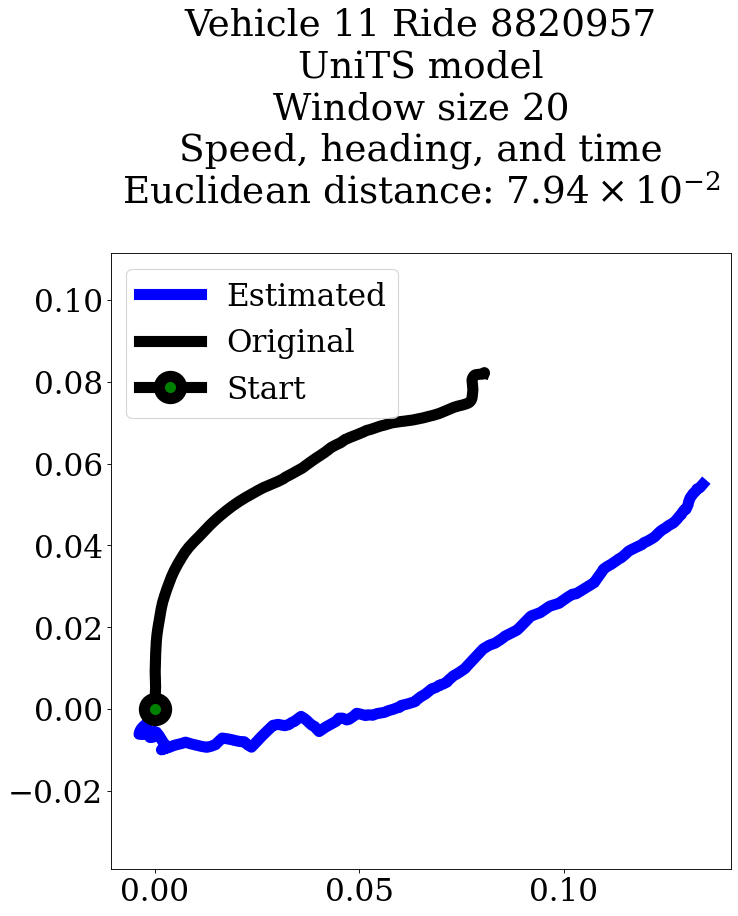 Vehicle 11 Ride 8820957
UniTS model
Window size 20
Speed, heading, and time
Euclidean distance: 7.94 × 10⁻²
Estimated
Original
Start
0.10
0.08
0.06
0.04
0.02
0.00
−0.02
0.00 0.05 0.10